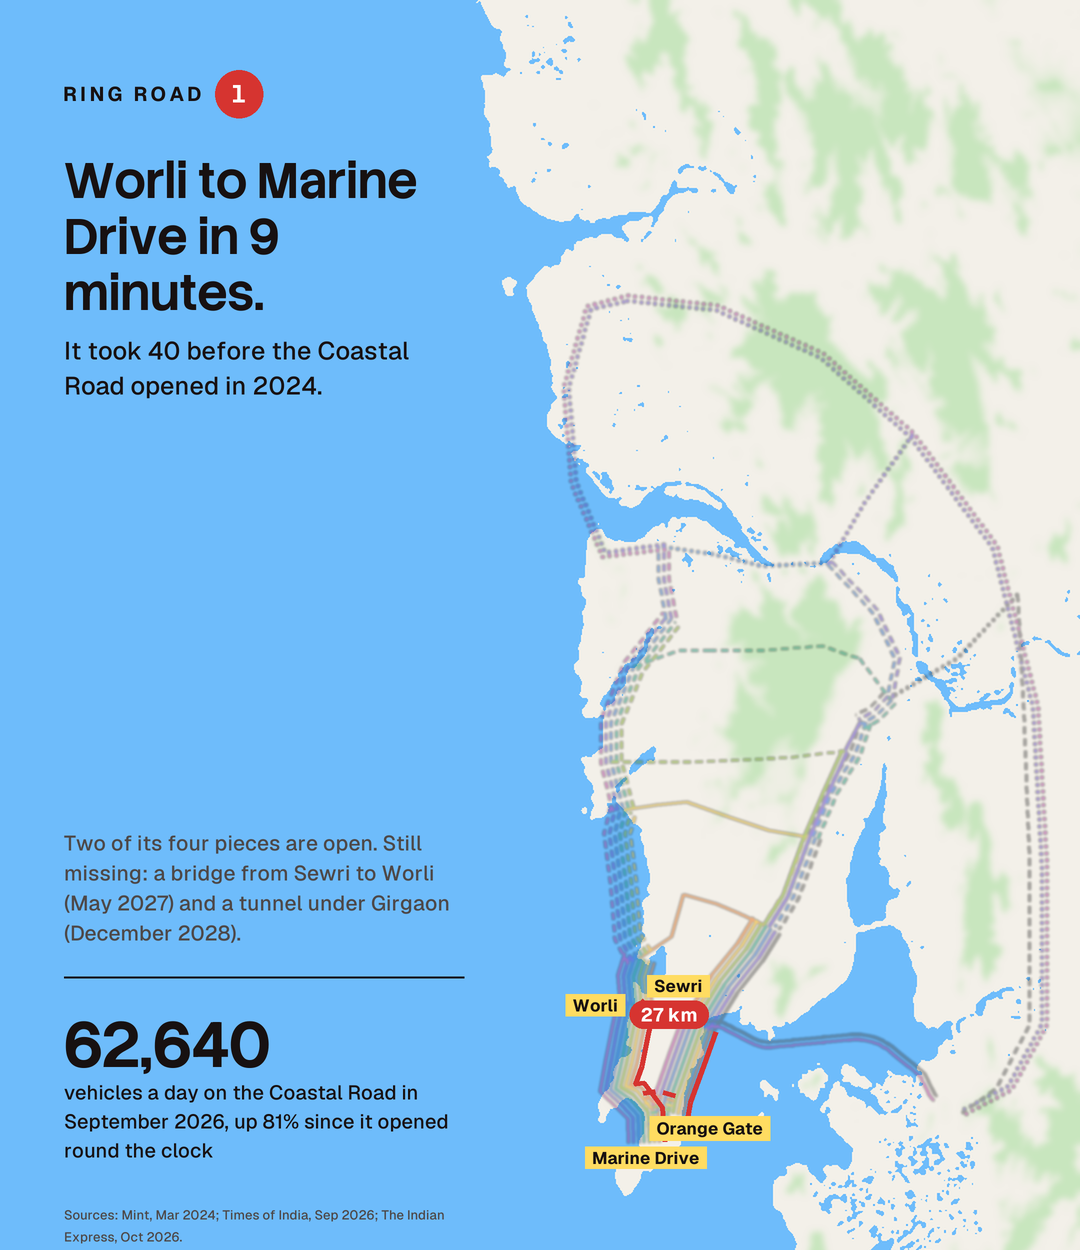 RING ROAD 1
Worli to Marine
Drive in 9
minutes.
It took 40 before the Coastal
Road opened in 2024.
Two of its four pieces are open. Still
missing: a bridge from Sewri to Worli
(May 2027) and a tunnel under Girgaon
(December 2028).
62,640
vehicles a day on the Coastal Road in
September 2026, up 81% since it opened
round the clock
Sources: Mint, Mar 2024; Times of India, Sep 2026; The Indian
Express, Oct 2026.
Sewri
Worli
27 km
Orange Gate
Marine Drive